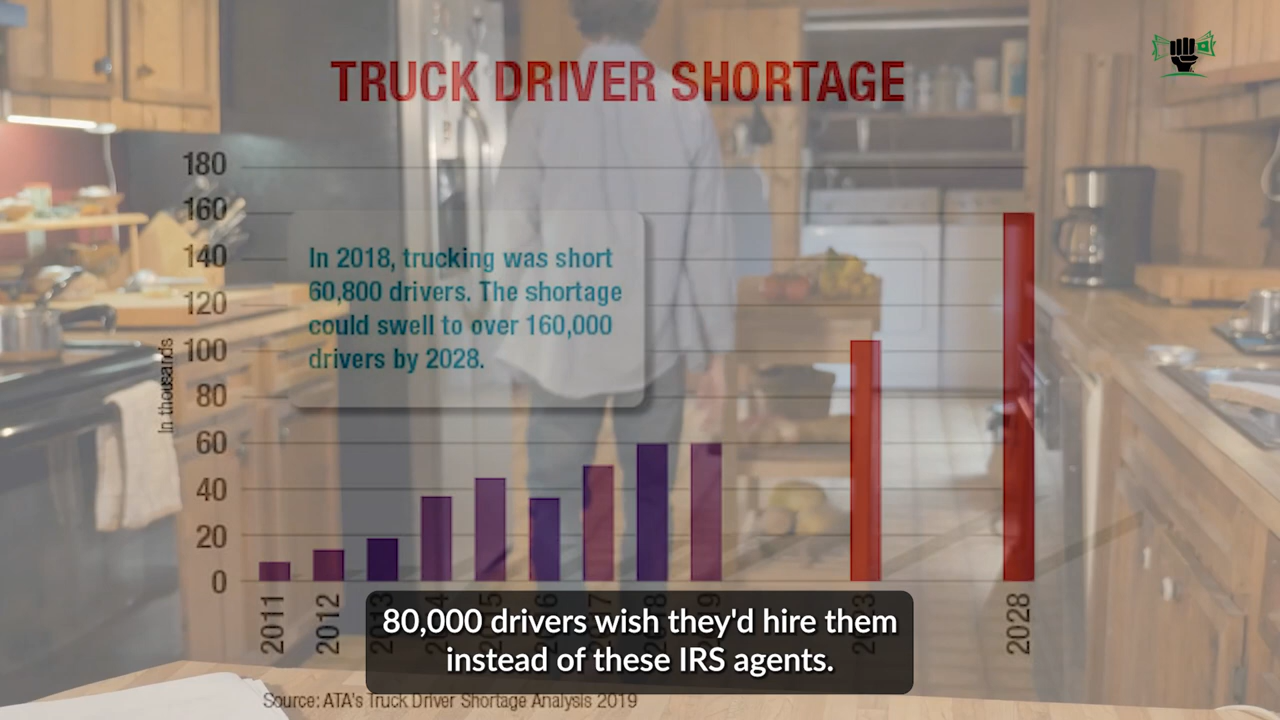 TRUCK DRIVER SHORTAGE
180
160
140
120
100
80
60
40
20
0
In thousands
In 2018, trucking was short
60,800 drivers. The shortage
could swell to over 160,000
drivers by 2028.
2011
2012
2028
80,000 drivers wish they'd hire them
instead of these IRS agents.
Source: ATA's Truck Driver Shortage Analysis 2019